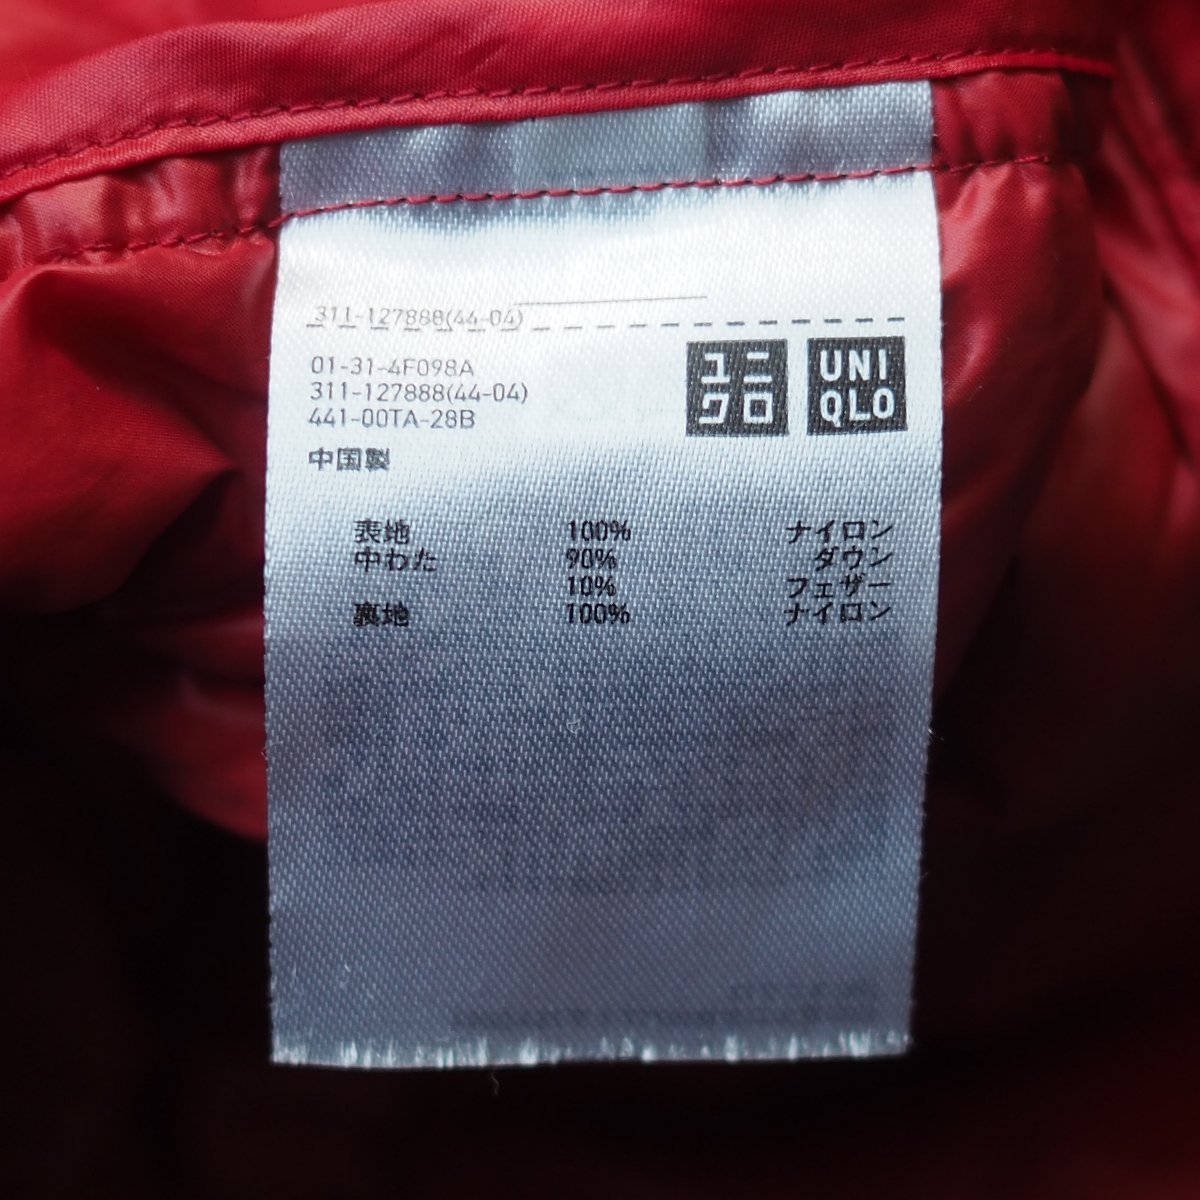 311-127888(44-04)
01-31-4F098A
311-127888(44-04)
441-00TA-28B
ユニ
クロ
UNI
QLO
中国製
表地 100% ナイロン
中わた 90% ダウン
10% フェザー
裏地 100% ナイロン